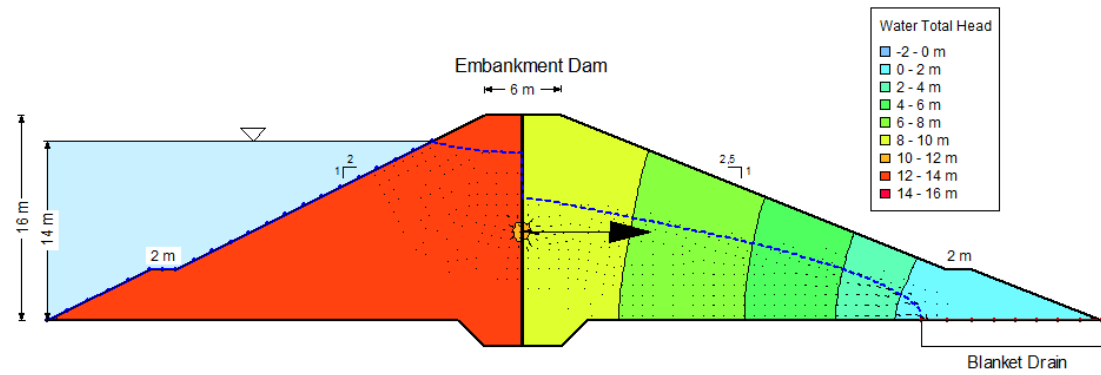 Embankment Dam
6 m
16 m
14 m
2 m
2
1
2,5
1
2 m
Blanket Drain
Water Total Head
-2 - 0 m
0 - 2 m
2 - 4 m
4 - 6 m
6 - 8 m
8 - 10 m
10 - 12 m
12 - 14 m
14 - 16 m